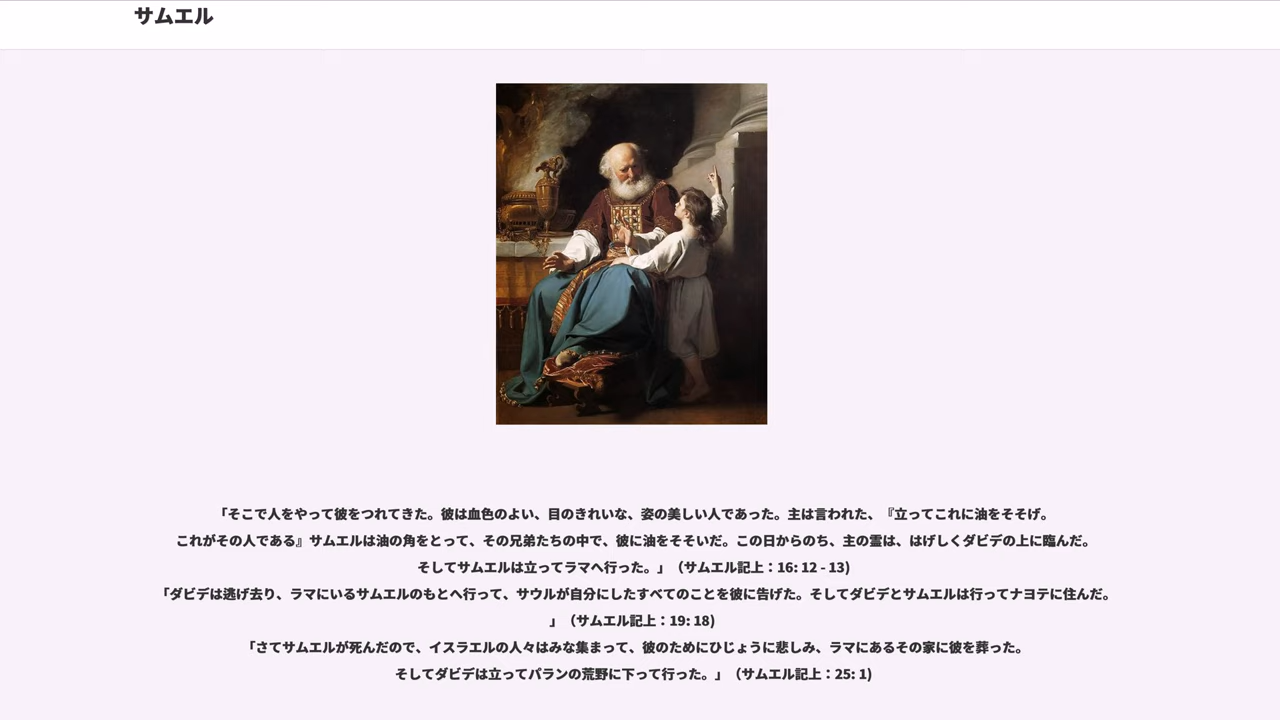 サムエル
「そこで人をやって彼をつれてきた。彼は血色のよい、目のきれいな、姿の美しい人であった。主は言われた、『立ってこれに油をそそげ。
これがその人である』サムエルは油の角をとって、その兄弟たちの中で、彼に油をそそいだ。この日からのち、主の霊は、はげしくダビデの上に臨んだ。
そしてサムエルは立ってラマへ行った。」（サムエル記上：16: 12 - 13)
「ダビデは逃げ去り、ラマにいるサムエルのもとへ行って、サウルが自分にしたすべてのことを彼に告げた。そしてダビデとサムエルは行ってナヨテに住んだ。
」（サムエル記上：19: 18)
「さてサムエルが死んだので、イスラエルの人々はみな集まって、彼のためにひじょうに悲しみ、ラマにあるその家に彼を葬った。
そしてダビデは立ってパランの荒野に下って行った。」（サムエル記上：25: 1)